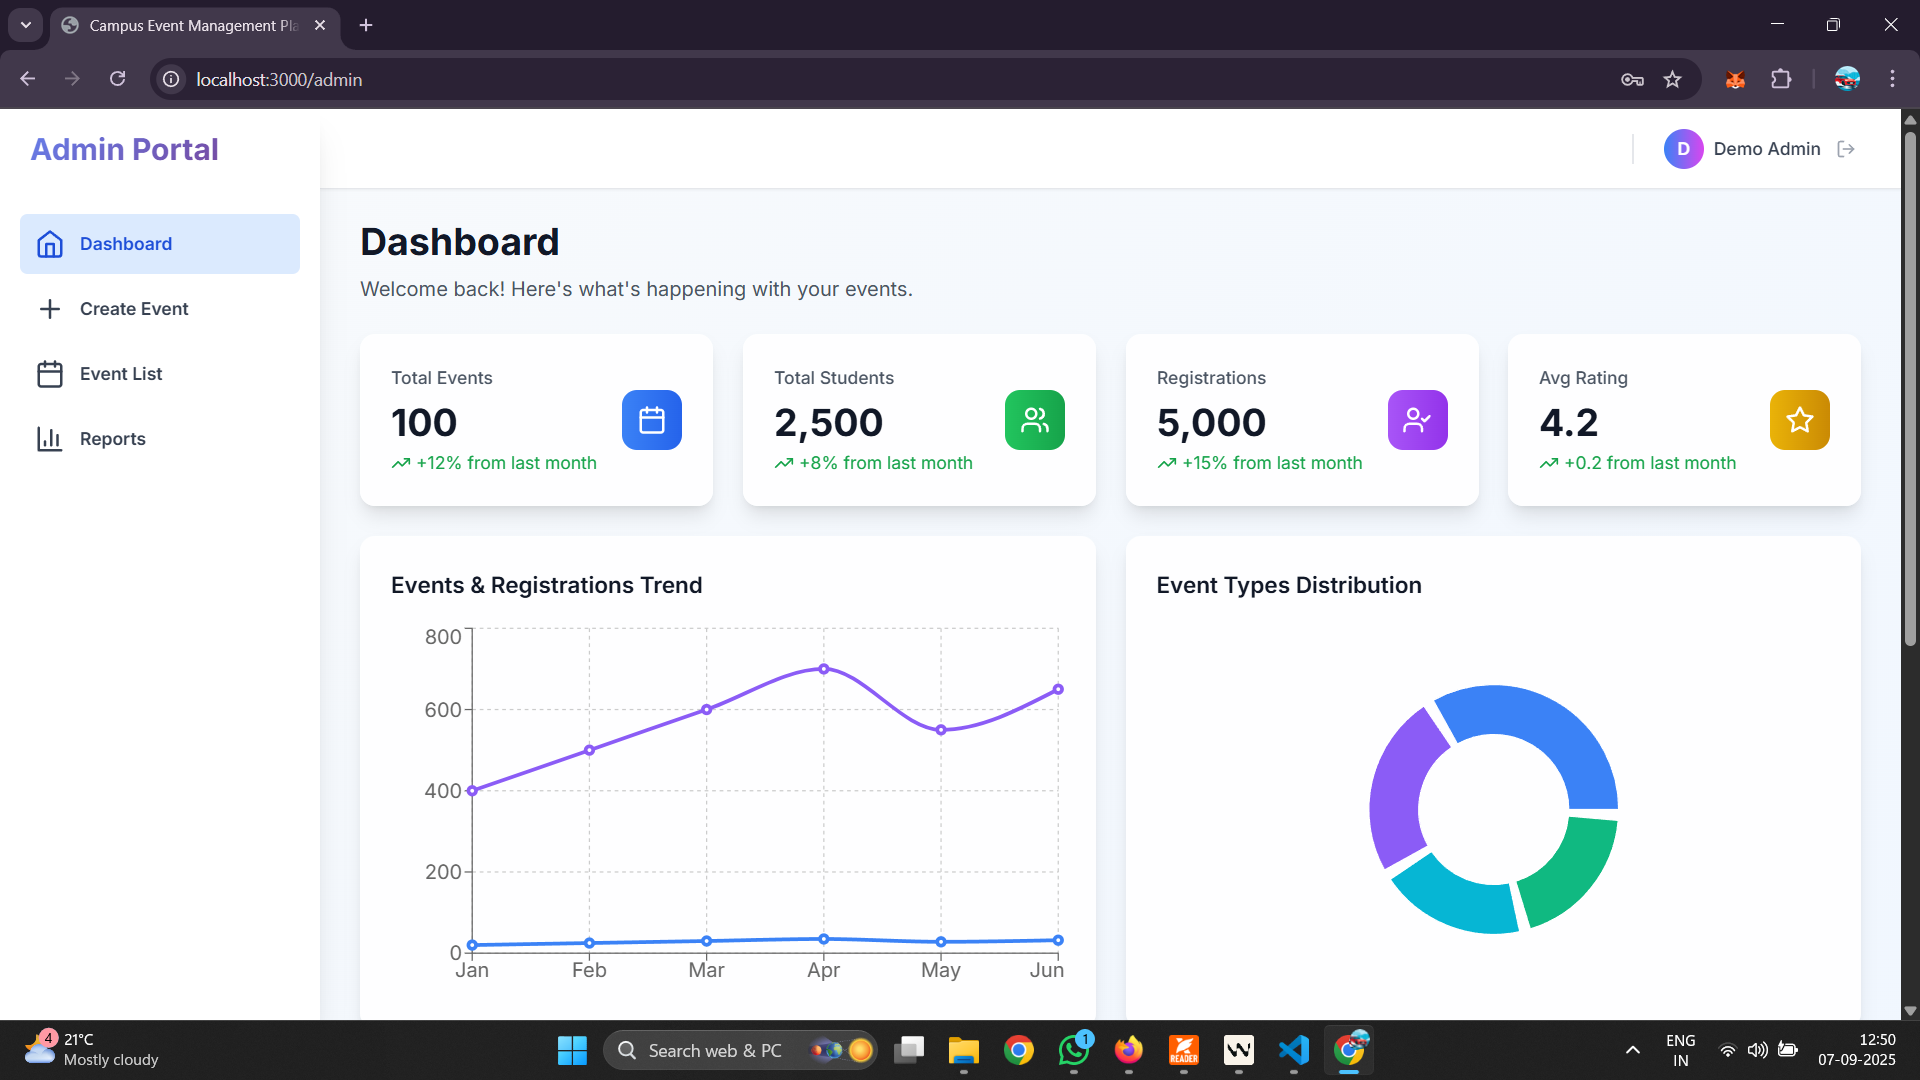 Campus Event Management Pla
localhost:3000/admin
Admin Portal
D Demo Admin
Dashboard
Create Event
Event List
Reports
Dashboard
Welcome back! Here's what's happening with your events.
Total Events
100
+12% from last month
Total Students
2,500
+8% from last month
Registrations
5,000
+15% from last month
Avg Rating
4.2
+0.2 from last month
Events & Registrations Trend
800
600
400
200
0
Jan Feb Mar Apr May Jun
Event Types Distribution
4
21°C
Mostly cloudy
Search web & PC
1
READER
ENG
IN
12:50
07-09-2025